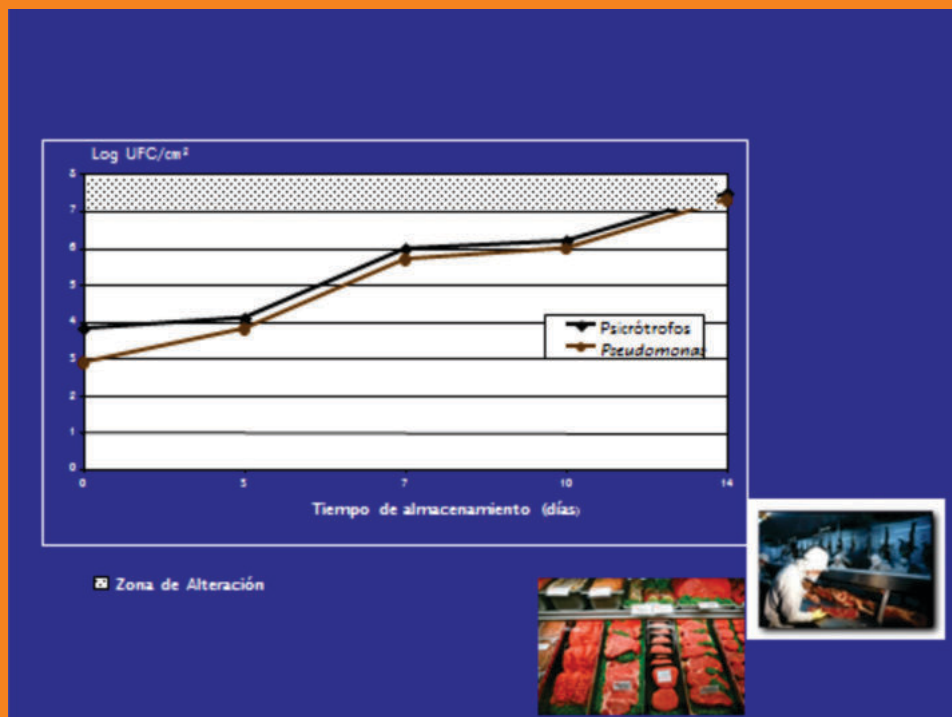 Log UFC/cm²
8
7
6
5
4
3
2
1
0
0 7 10 14
Psicrótrofos
Pseudomonas
Tiempo de almacenamiento (días)
Zona de Alteración